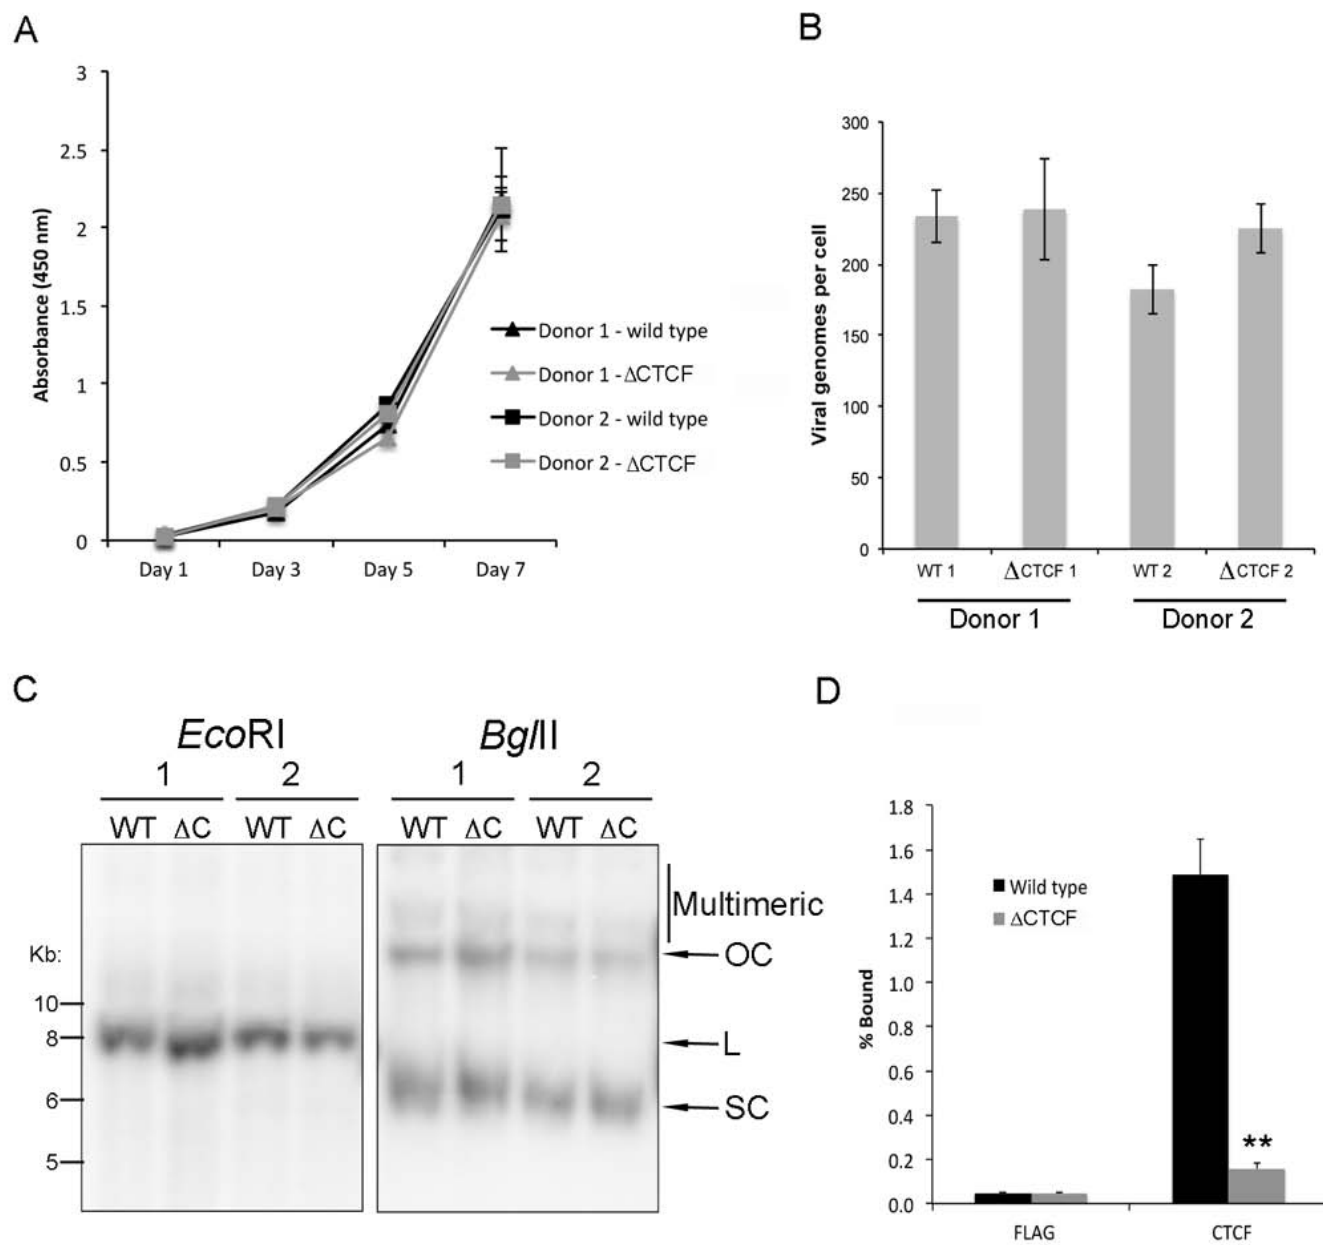 A
3
2.5
2
1.5
1
0.5
0
Absorbance (450 nm)
Day 1 Day 3 Day 5 Day 7
Donor 1 - wild type
Donor 1 - ΔCTCF
Donor 2 - wild type
Donor 2 - ΔCTCF
B
300
250
200
150
100
50
0
Viral genomes per cell
WT 1 ΔCTCF 1 WT 2 ΔCTCF 2
Donor 1 Donor 2
C
EcoRI BglII
1 2 1 2
WT ΔC WT ΔC WT ΔC WT ΔC
Kb:
10
8
6
5
Multimeric
OC
L
SC
D
1.8
1.6
1.4
1.2
1.0
0.8
0.6
0.4
0.2
0.0
% Bound
Wild type
ΔCTCF
**
FLAG CTCF